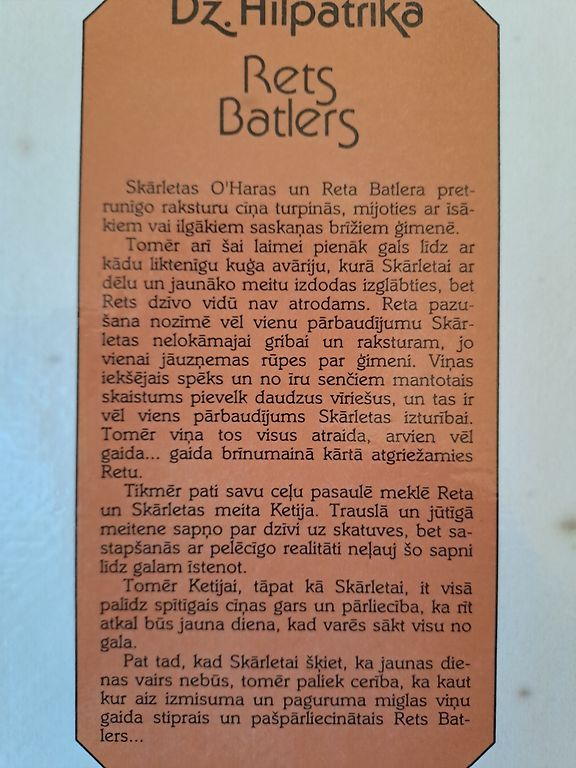 Dž. Hilpatrika
Rets
Batlers
Skārletas O'Haras un Reta Batlera pret-
runīgo raksturu cīņa turpinās, mijoties ar īsā-
kiem vai ilgākiem saskaņas brīžiem ģimenē.
Tomēr arī šai laimei pienāk gals līdz ar
kādu liktenīgu kuģa avāriju, kurā Skārletai ar
dēlu un jaunāko meitu izdodas izglābties, bet
Rets dzīvo vidū nav atrodams. Reta pazu-
šana nozīmē vēl vienu pārbaudījumu Skār-
letas nelokāmajai gribai un raksturam, jo
vienai jāuzņemas rūpes par ģimeni. Viņas
iekšējais spēks un no īru senčiem mantotais
skaistums pievelk daudzus vīriešus, un tas ir
vēl viens pārbaudījums Skārletas izturībai.
Tomēr viņa tos visus atraida, arvien vēl
gaida... gaida brīnumainā kārtā atgriežamies
Retu.
Tikmēr pati savu ceļu pasaulē meklē Reta
un Skārletas meita Ketija. Trauslā un jūtīgā
meitene sapņo par dzīvi uz skatuves, bet sa-
stapšanās ar pelēcīgo realitāti neļauj šo sapni
līdz galam īstenot.
Tomēr Ketijai, tāpat kā Skārletai, it visā
palīdz spītīgais cīņas gars un pārliecība, ka rīt
atkal būs jauna diena, kad varēs sākt visu no
gala.
Pat tad, kad Skārletai šķiet, ka jaunas die-
nas vairs nebūs, tomēr paliek cerība, ka kaut
kur aiz izmisuma un paguruma miglas viņu
gaida stiprais un pašpārliecinātais Rets Bat-
lers...